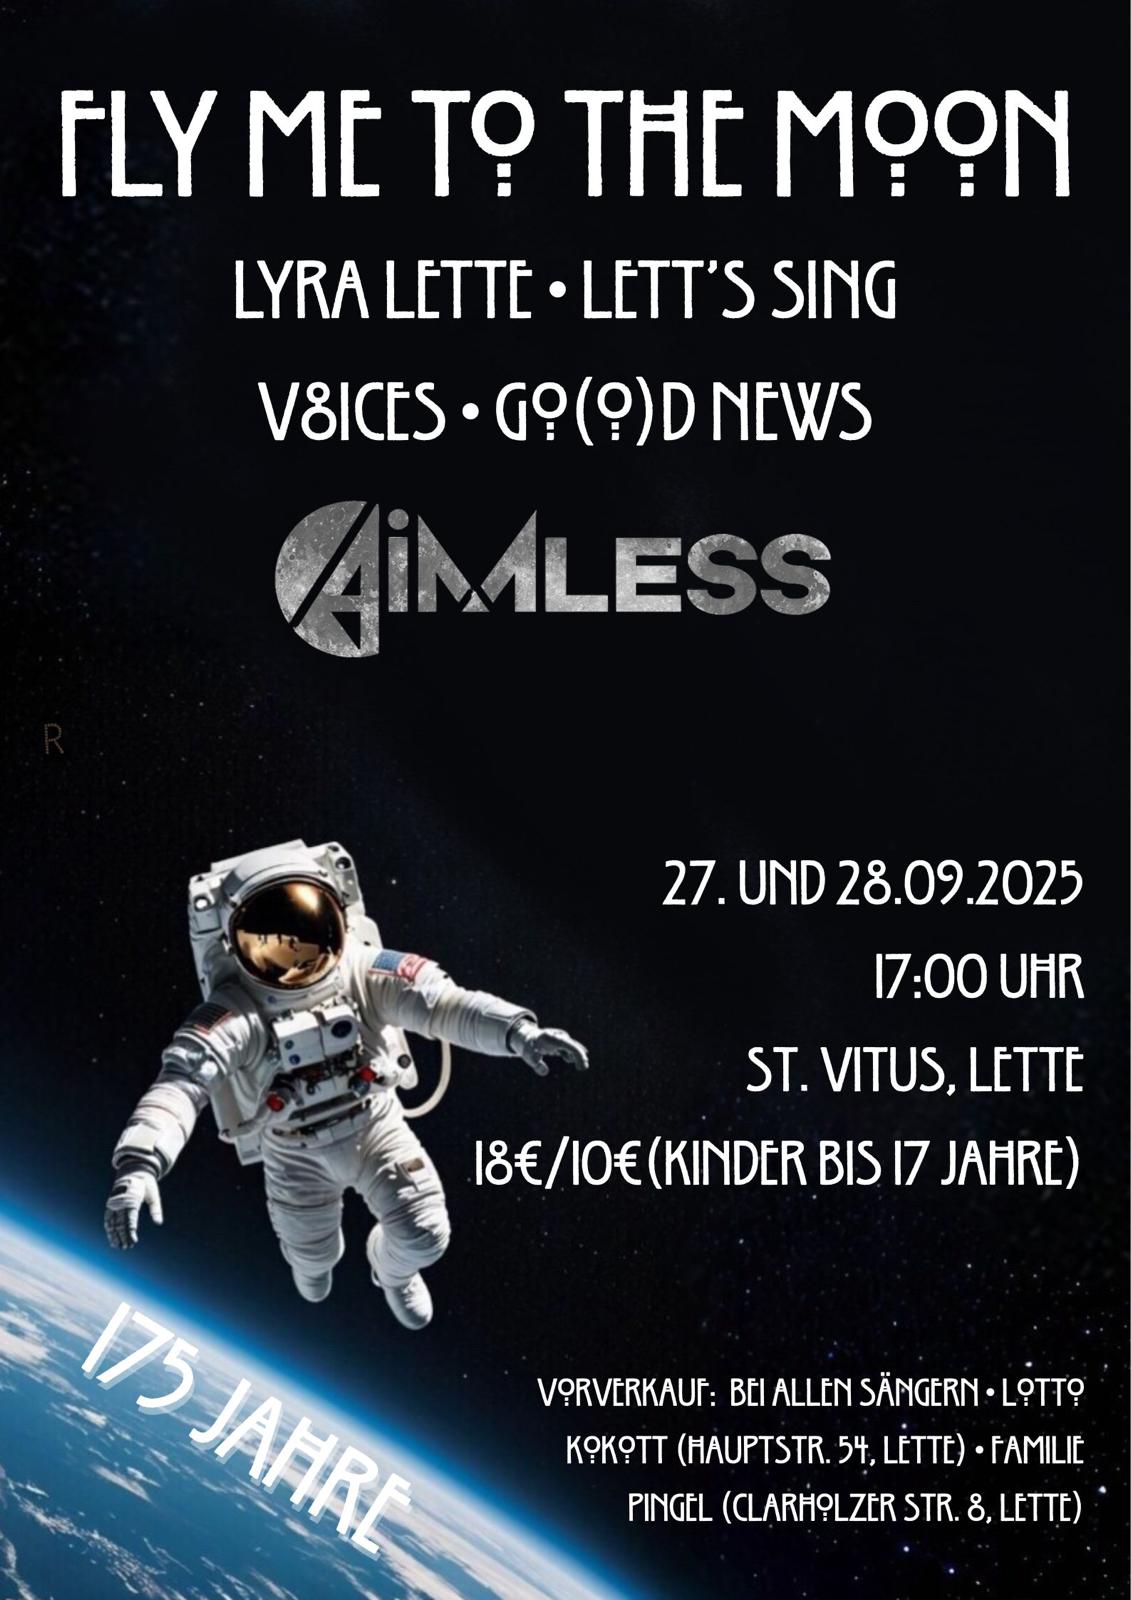 FLY ME TO THE MOON
LYRA LETTE • LETT'S SING
V8ICES • GO(O)D NEWS
AiMLESS
R
27. UND 28.09.2025
17:00 UHR
ST. VITUS, LETTE
18€/10€(KINDER BIS 17 JAHRE)
175 JAHRE
VORVERKAUF: BEI ALLEN SÄNGERN • LOTTO
KOKOTT (HAUPTSTR. 54, LETTE) • FAMILIE
PINGEL (CLARHOLZER STR. 8, LETTE)